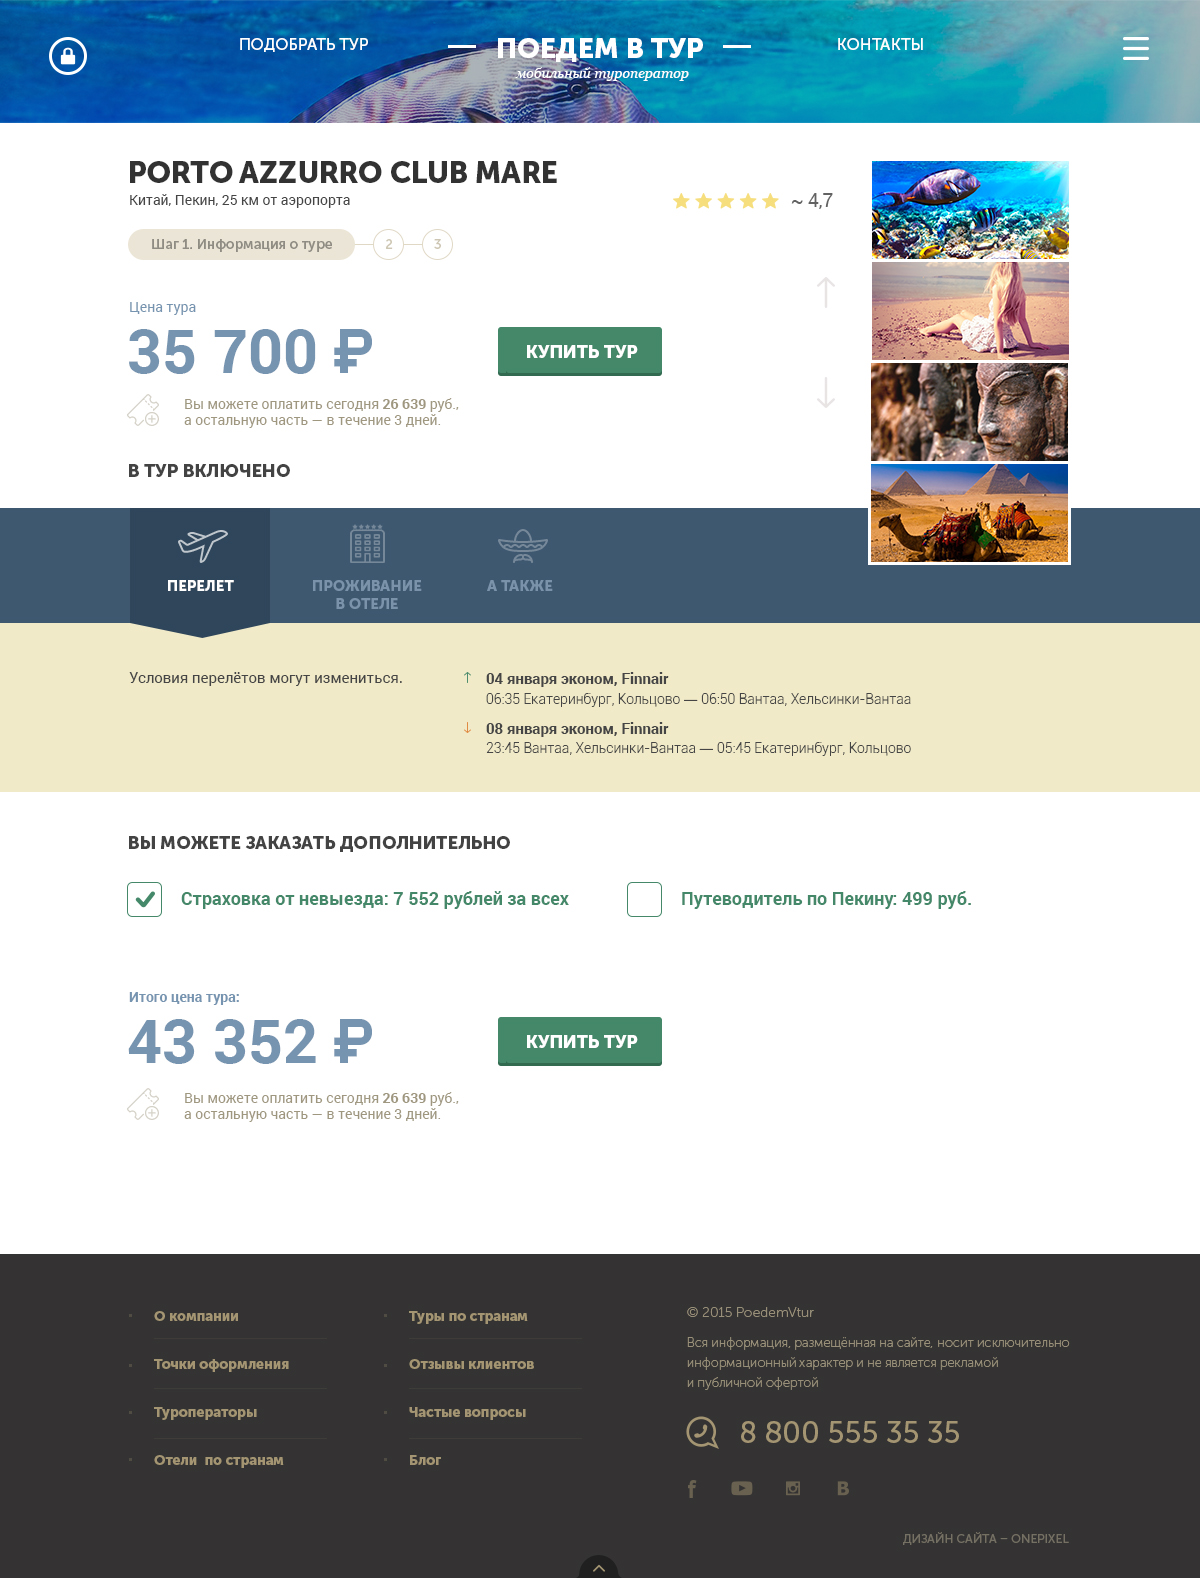 ПОДОБРАТЬ ТУР
ПОЕДЕМ В ТУР
мобильный туроператор
КОНТАКТЫ
PORTO AZZURRO CLUB MARE
Китай, Пекин, 25 км от аэропорта
~ 4,7
Шаг 1. Информация о туре
2
3
Цена тура
35 700 ₽
КУПИТЬ ТУР
Вы можете оплатить сегодня 26 639 руб.,
а остальную часть — в течение 3 дней.
В ТУР ВКЛЮЧЕНО
ПЕРЕЛЕТ
ПРОЖИВАНИЕ
В ОТЕЛЕ
А ТАКЖЕ
Условия перелётов могут измениться.
↑ 04 января эконом, Finnair
06:35 Екатеринбург, Кольцово — 06:50 Вантаа, Хельсинки-Вантаа
↓ 08 января эконом, Finnair
23:45 Вантаа, Хельсинки-Вантаа — 05:45 Екатеринбург, Кольцово
ВЫ МОЖЕТЕ ЗАКАЗАТЬ ДОПОЛНИТЕЛЬНО
Страховка от невыезда: 7 552 рублей за всех
Путеводитель по Пекину: 499 руб.
Итого цена тура:
43 352 ₽
КУПИТЬ ТУР
Вы можете оплатить сегодня 26 639 руб.,
а остальную часть — в течение 3 дней.
О компании
Точки оформления
Туроператоры
Отели по странам
Туры по странам
Отзывы клиентов
Частые вопросы
Блог
© 2015 PoedemVtur
Вся информация, размещённая на сайте, носит исключительно
информационный характер и не является рекламой
и публичной офертой
8 800 555 35 35
ДИЗАЙН САЙТА – ONEPIXEL